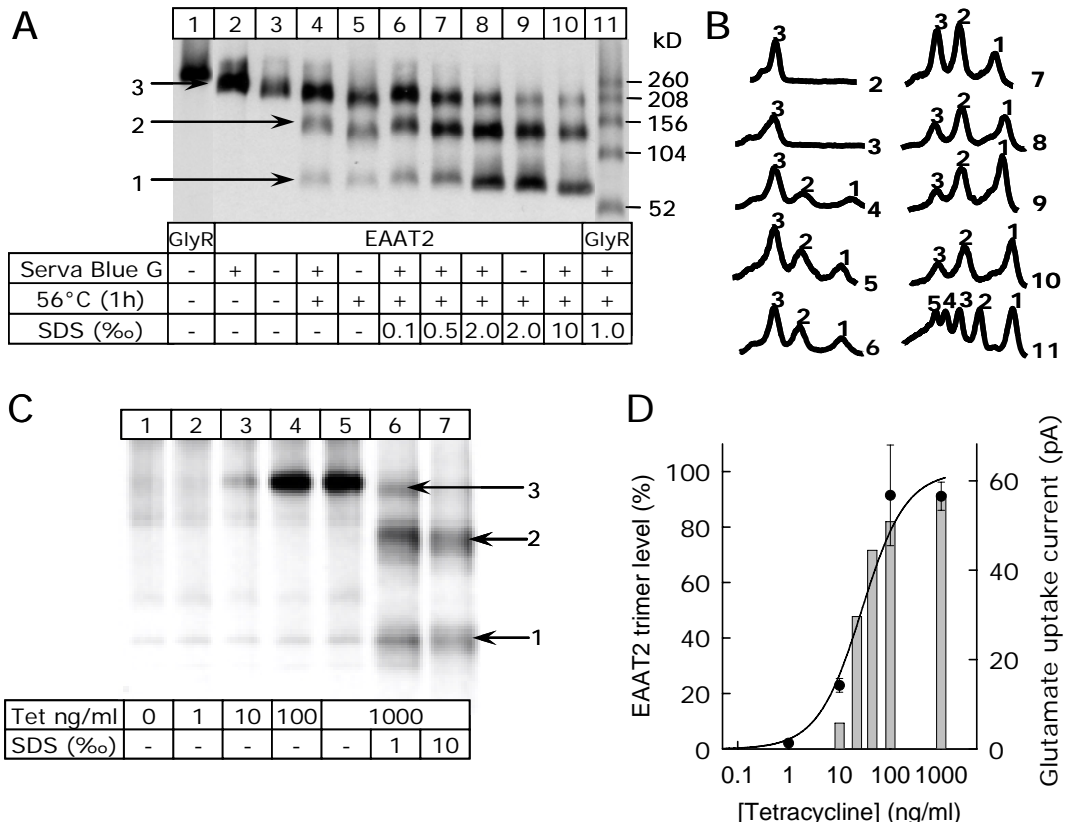 A
1 2 3 4 5 6 7 8 9 10 11
kD
3
2
1
260
208
156
104
52
GlyR EAAT2 GlyR
Serva Blue G - + - + - + + + - + +
56°C (1h) - - - + + + + + + + +
SDS (‰) - - - - - 0.1 0.5 2.0 2.0 10 1.0
B
3 2
3 3
3 2 1 4
3 2 1 5
3 2 1 6
3 2 1 7
3 2 1 8
3 2 1 9
3 2 1 10
5 4 3 2 1 11
C
1 2 3 4 5 6 7
3
2
1
Tet ng/ml 0 1 10 100 1000
SDS (‰) - - - - - 1 10
D
EAAT2 trimer level (%)
100
80
60
40
20
0
60
40
20
0
Glutamate uptake current (pA)
0.1 1 10 100 1000
[Tetracycline] (ng/ml)